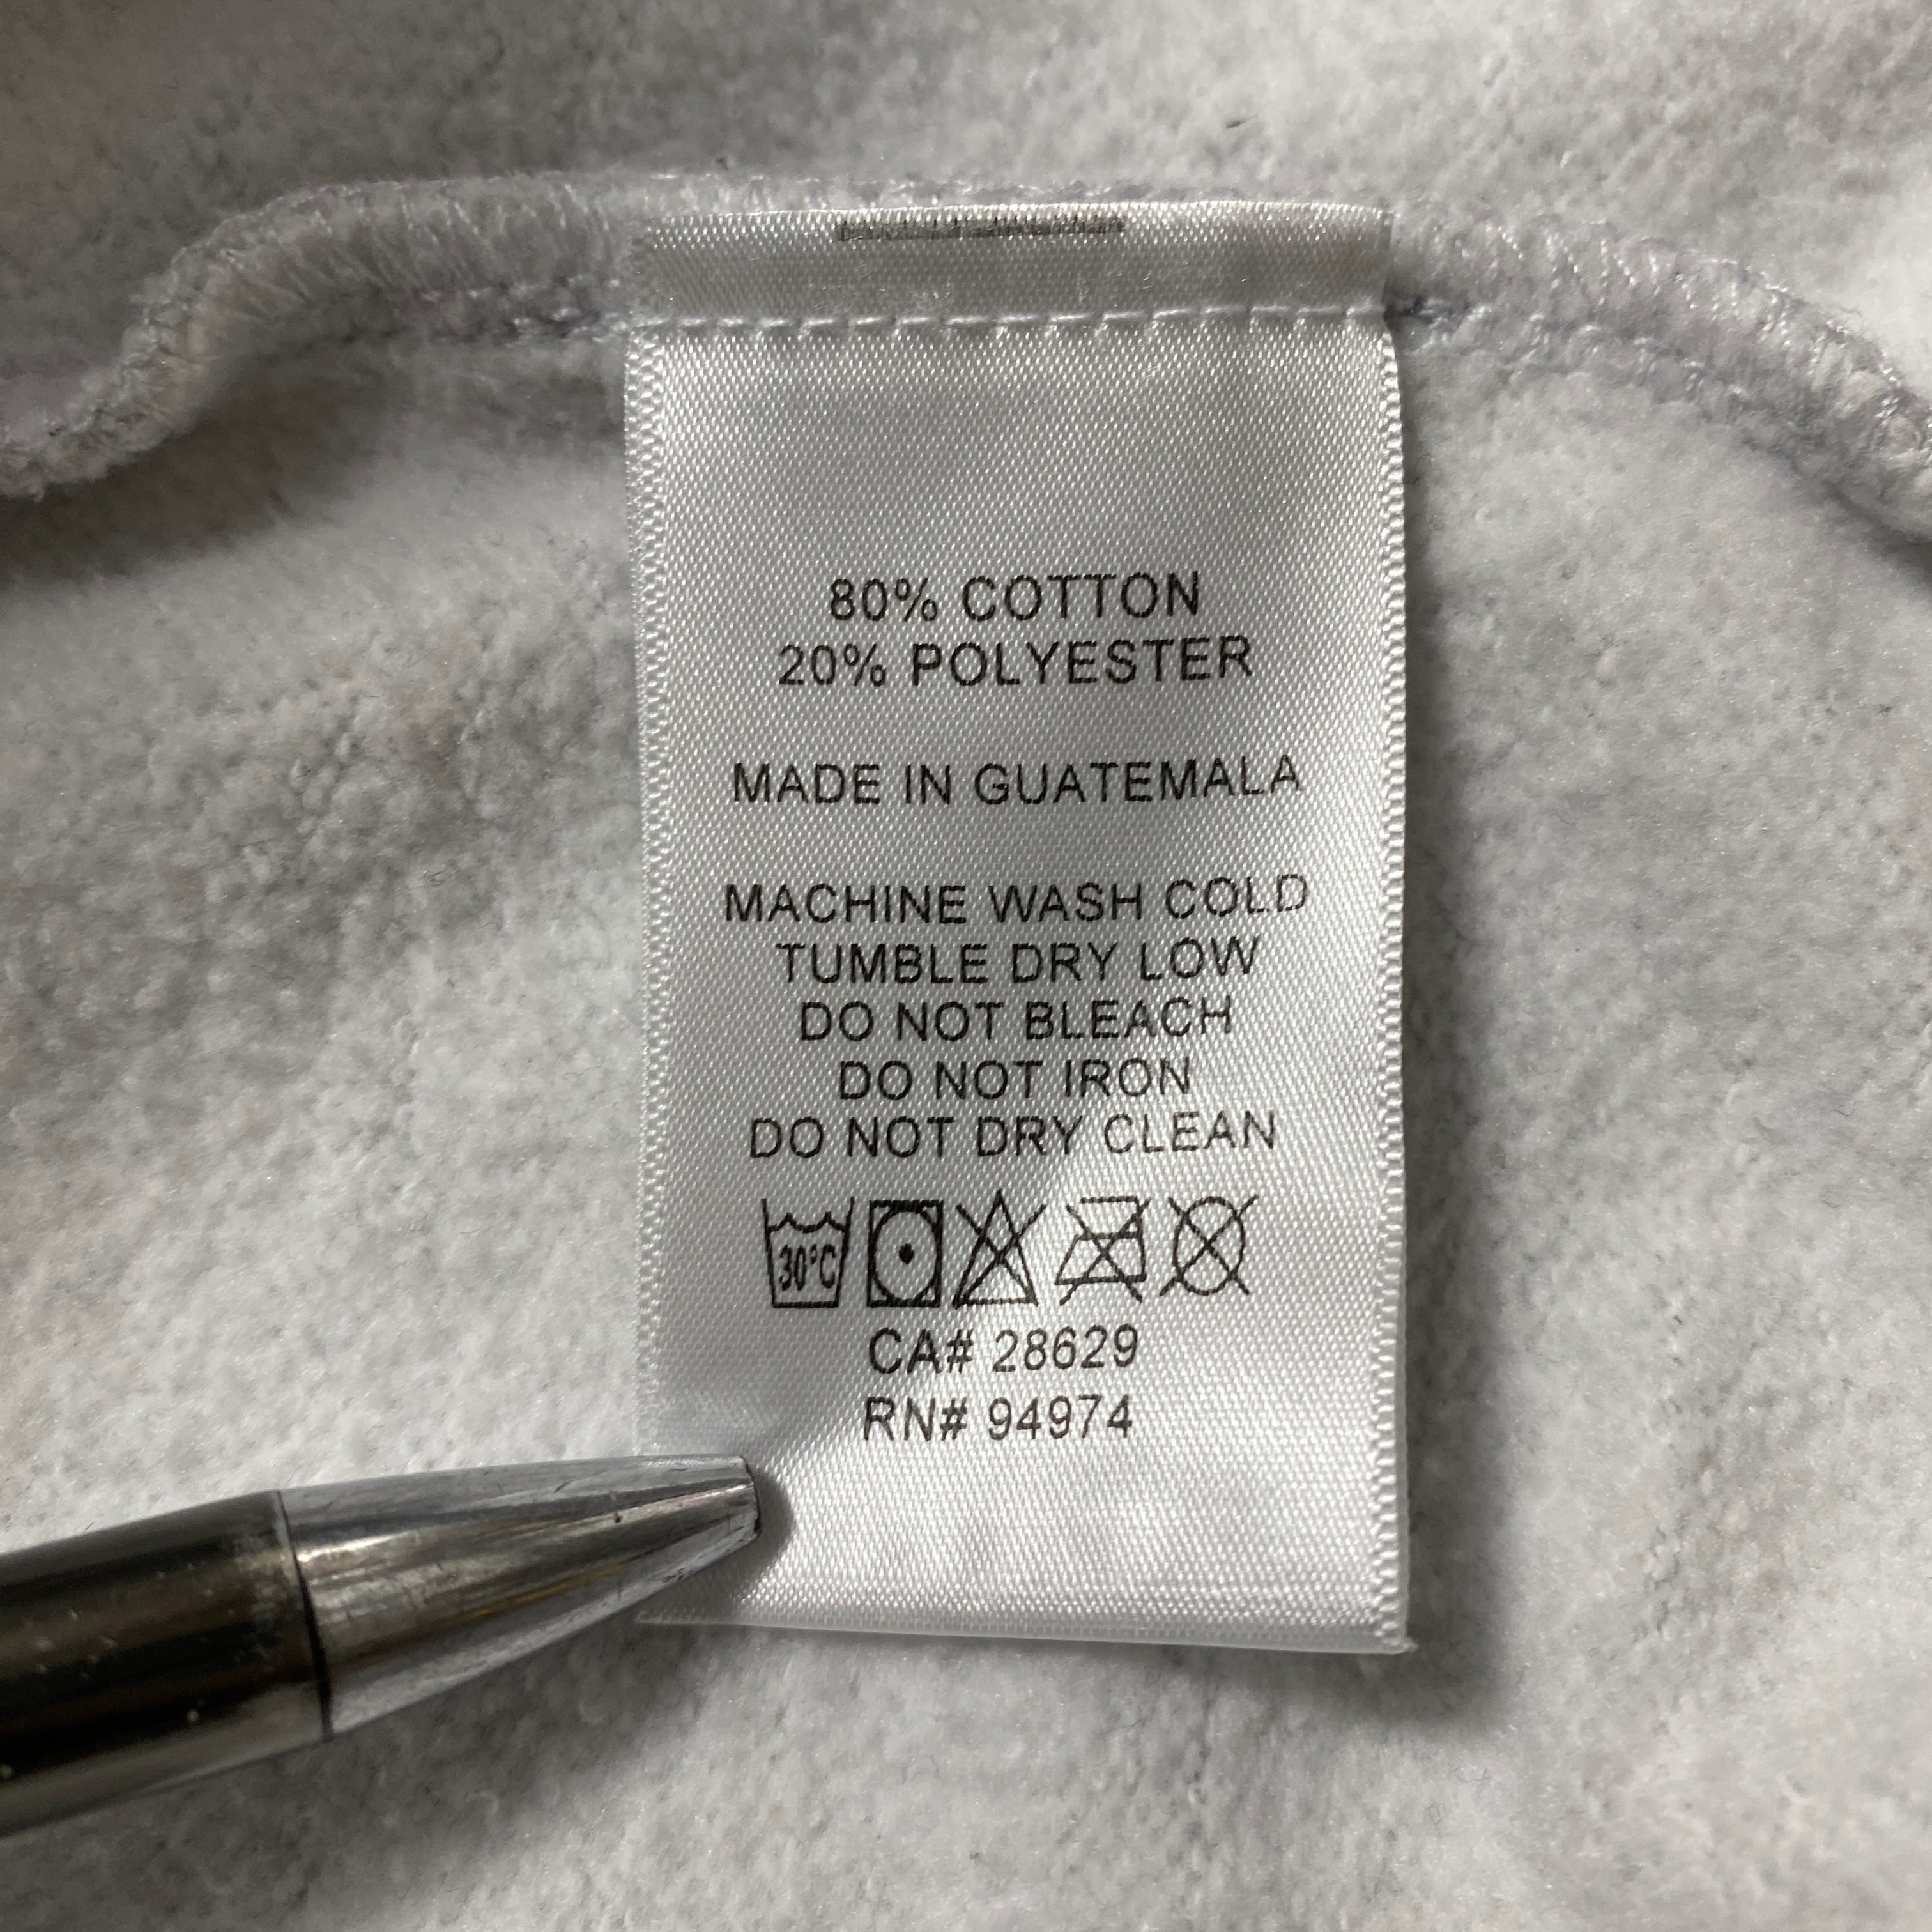 80% COTTON
20% POLYESTER
MADE IN GUATEMALA
MACHINE WASH COLD
TUMBLE DRY LOW
DO NOT BLEACH
DO NOT IRON
DO NOT DRY CLEAN
30°C
CA# 28629
RN# 94974